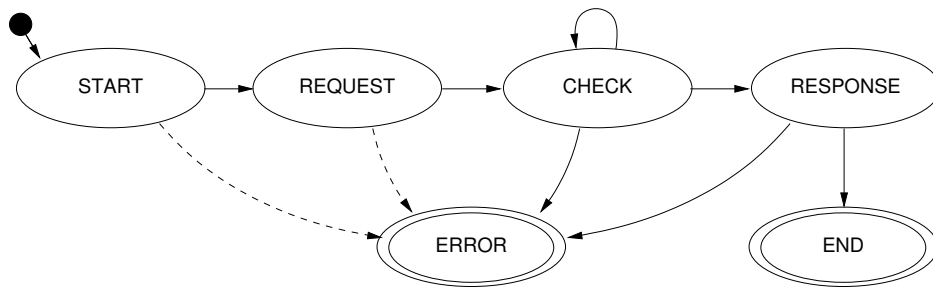 START
REQUEST
CHECK
RESPONSE
ERROR
END